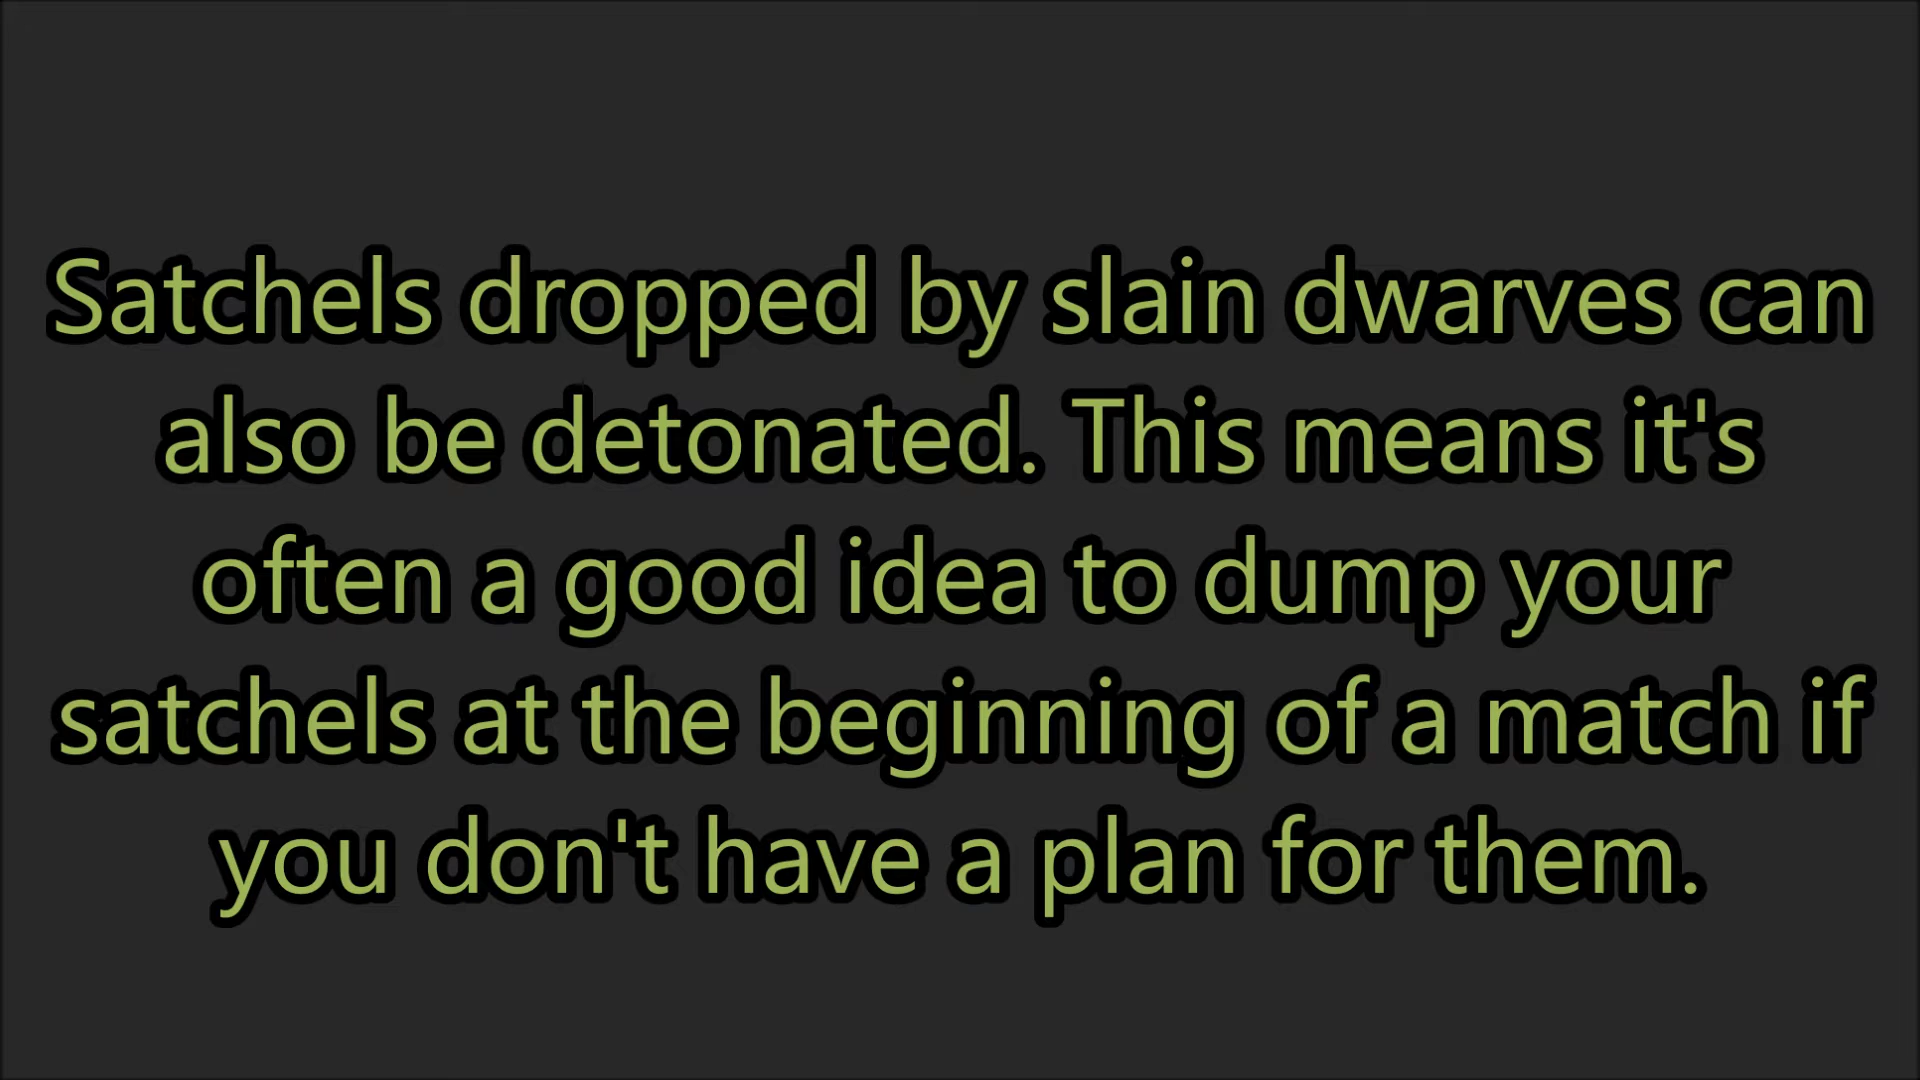 Satchels dropped by slain dwarves can
also be detonated. This means it's
often a good idea to dump your
satchels at the beginning of a match if
you don't have a plan for them.